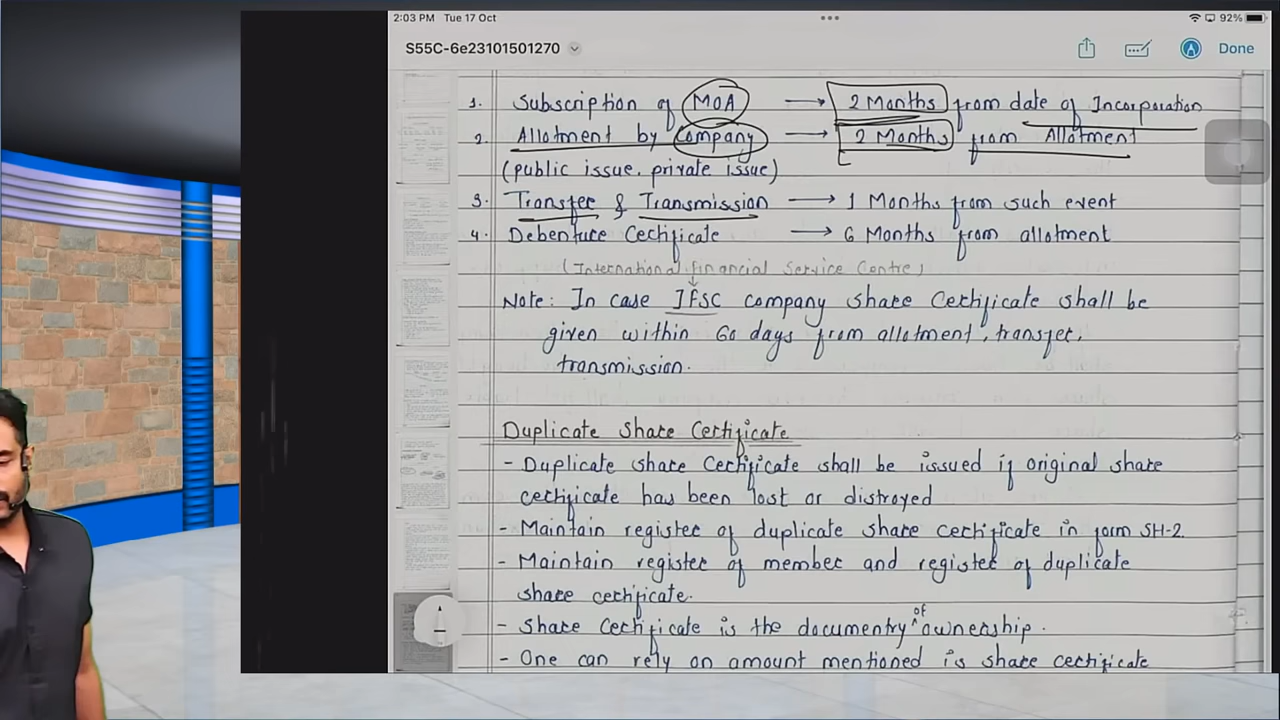 2:03 PM Tue 17 Oct
92%
S55C-6e23101501270
Done
1. Subscription of MOA → 2 Months from date of Incorporation
2. Allotment by Company → 2 Months from Allotment
(public issue, private issue)
3. Transfer & Transmission → 1 Months from such event
4. Debenture Certificate → 6 Months from allotment
(International financial Service Centre)
Note: In case IFSC company share Certificate shall be
given within 60 days from allotment, transfer,
transmission.
Duplicate share Certificate
- Duplicate share Certificate shall be issued if original share
certificate has been lost or distroyed
- Maintain register of duplicate share certificate in form SH-2.
- Maintain register of member and register of duplicate
share certificate.
- Share Certificate is the documentry of ownership.
- One can rely on amount mentioned is share certificate